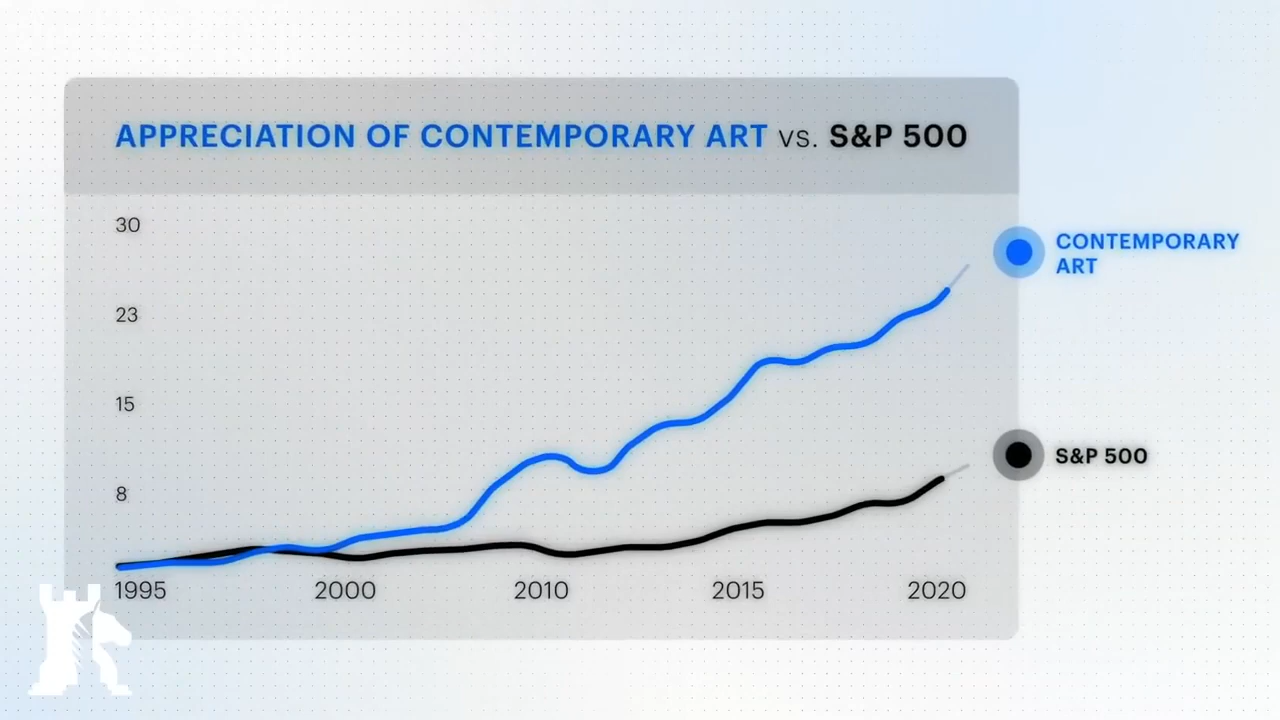 APPRECIATION OF CONTEMPORARY ART vs. S&P 500
30
CONTEMPORARY
ART
23
15
S&P 500
8
1995 2000 2010 2015 2020